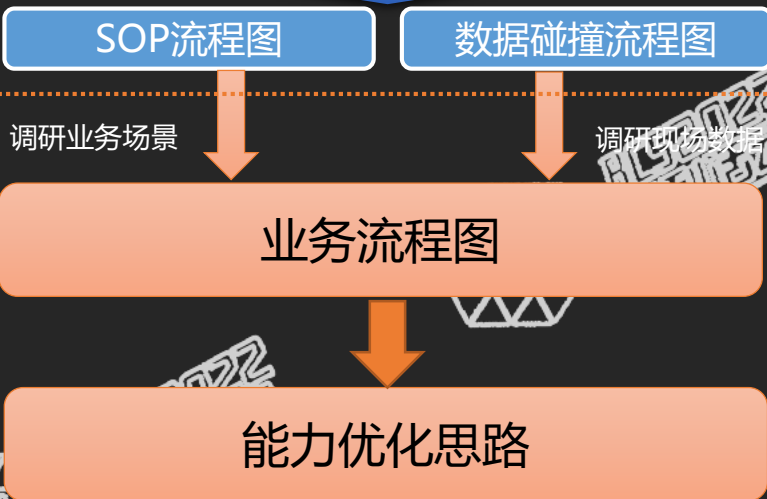 SOP流程图
数据碰撞流程图
调研业务场景
调研现场数据
业务流程图
能力优化思路